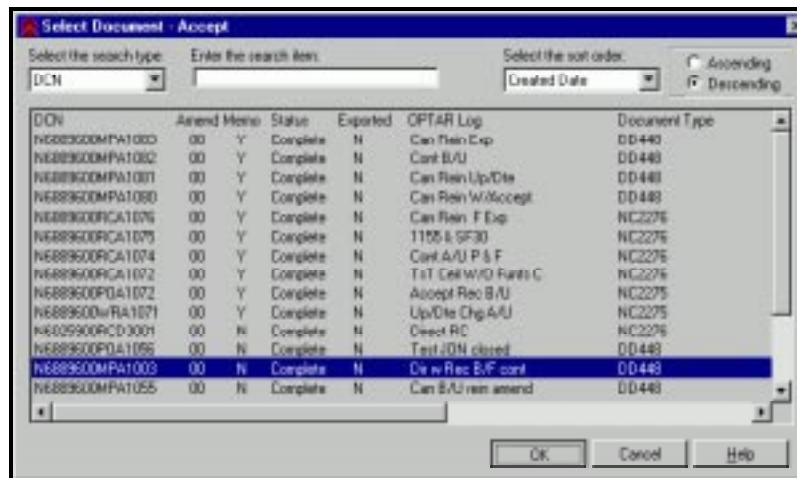 Select Document - Accept
Select the search type: Enter the search item: Select the sort order:
DCN Created Date
Ascending
Descending
DCN Amend Memo Status Exported OPTAR Log Document Type
N6889600MPA1083 00 Y Complete N Can Rein Exp DD448
N6889600MPA1082 00 Y Complete N Cont B/U DD448
N6889600MPA1081 00 Y Complete N Can Rein Up/Dte DD448
N6889600MPA1080 00 Y Complete N Can Rein W/Accept DD448
N6889600RCA1076 00 Y Complete N Can Rein F Exp NC2276
N6889600RCA1075 00 Y Complete N 1155 & SF30 NC2276
N6889600RCA1074 00 Y Complete N Cont A/U P & F NC2276
N6889600RCA1072 00 Y Complete N Ceil W/O Funds C NC2276
N6889600POA1072 00 Y Complete N Accept Rec B/U NC2275
N6889600WRA1071 00 Y Complete N Up/Dte Chg A/U NC2275
00 N Complete N Direct RC NC2276
N6889600POA1056 00 N Complete N Test JON closed DD448
N6889600MPA1003 00 N Complete N Dir w Rec B/F cont DD448
N6889600MPA1055 00 N Complete N Can B/U rein amend DD448
OK Cancel Help